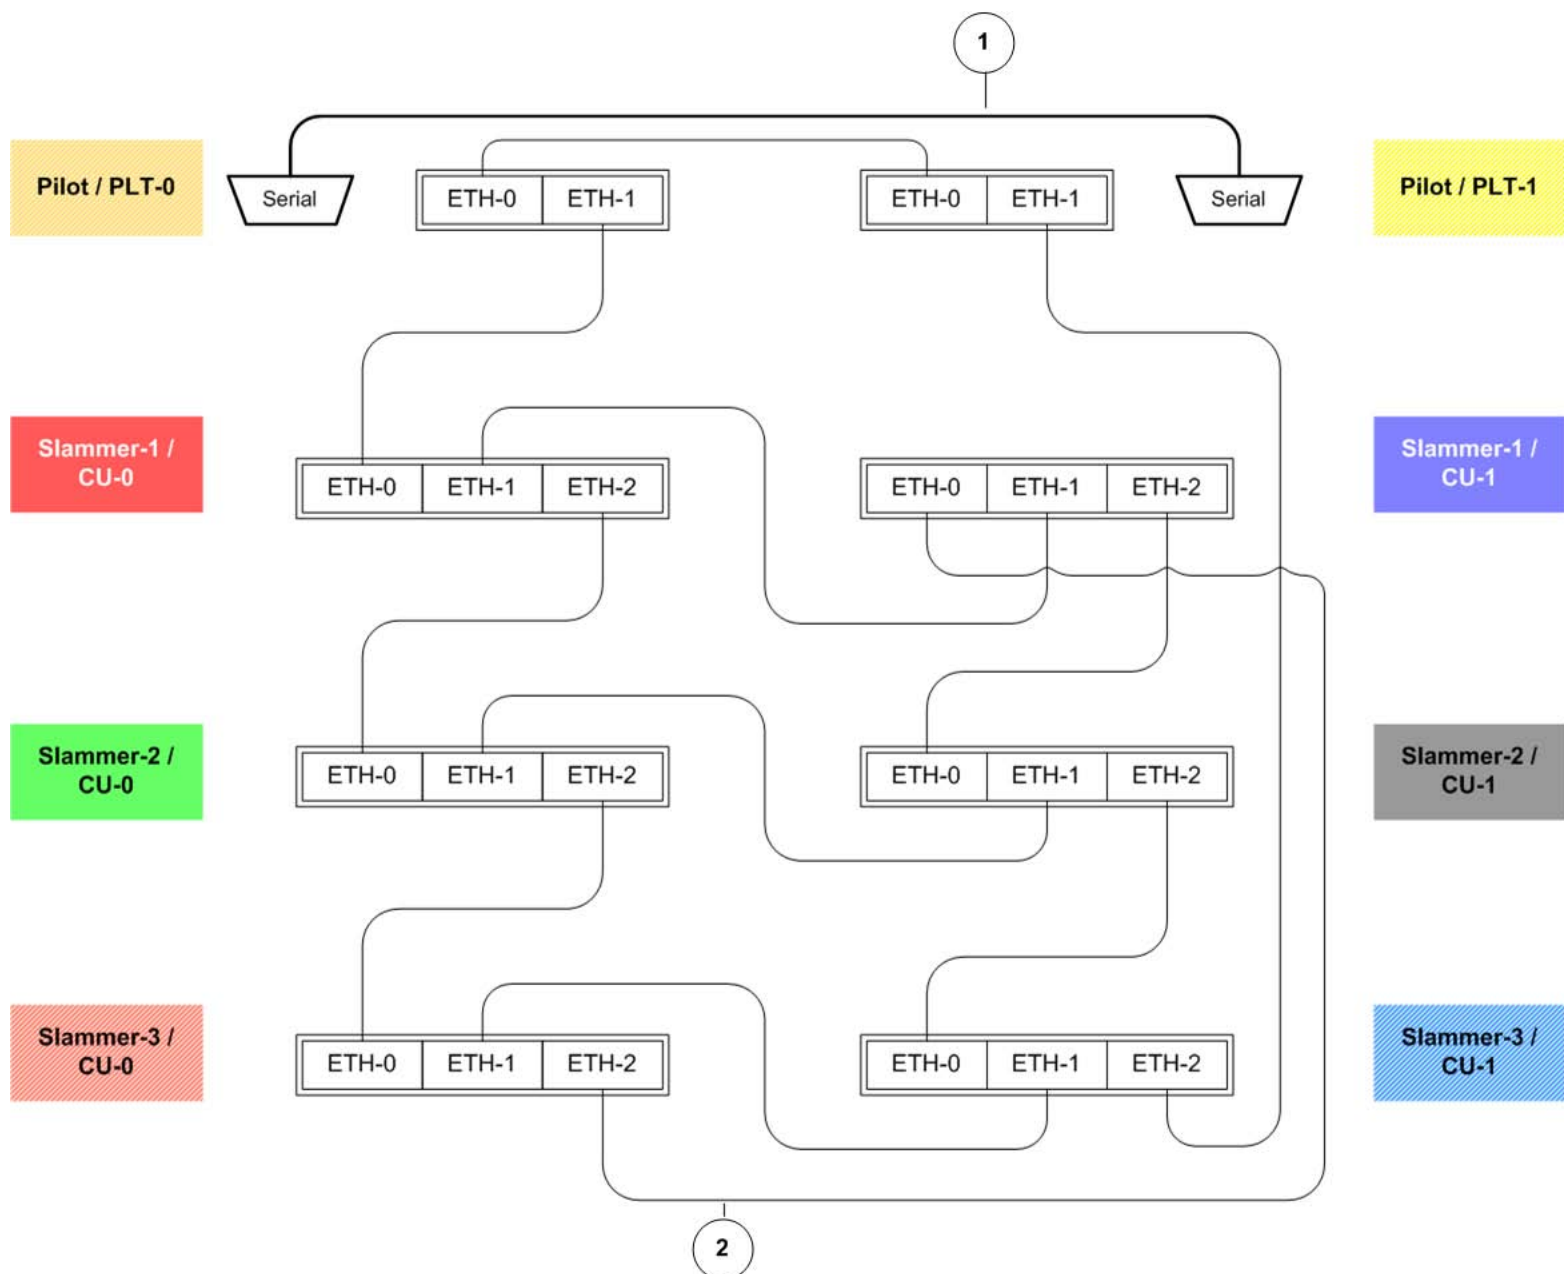 1
Pilot / PLT-0
Serial
ETH-0 ETH-1
ETH-0 ETH-1
Serial
Pilot / PLT-1
Slammer-1 /
CU-0
ETH-0 ETH-1 ETH-2
ETH-0 ETH-1 ETH-2
Slammer-1 /
CU-1
Slammer-2 /
CU-0
ETH-0 ETH-1 ETH-2
ETH-0 ETH-1 ETH-2
Slammer-2 /
CU-1
Slammer-3 /
CU-0
ETH-0 ETH-1 ETH-2
ETH-0 ETH-1 ETH-2
Slammer-3 /
CU-1
2